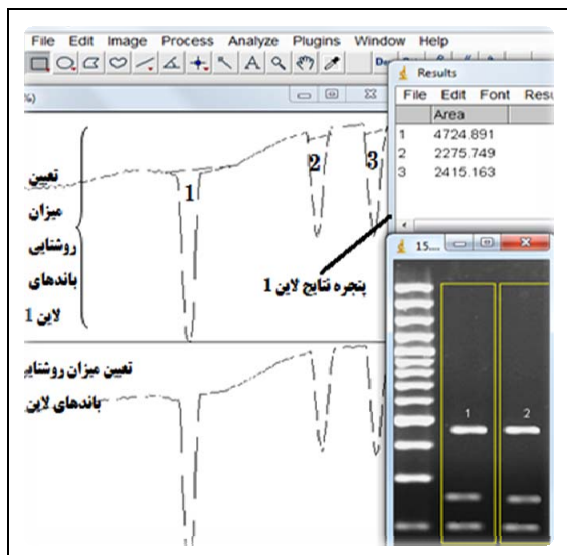 File Edit Image Process Analyze Plugins Window Help
Results
File Edit Font
Area
1 4724.891
2 2275.749
3 2415.163
%)
1
2
3
تعیین
میزان
روشنایی
باندهای
لاین 1
پنجره نتایج لاین 1
15....
1
2
تعیین میزان روشنایی
باندهای لاین